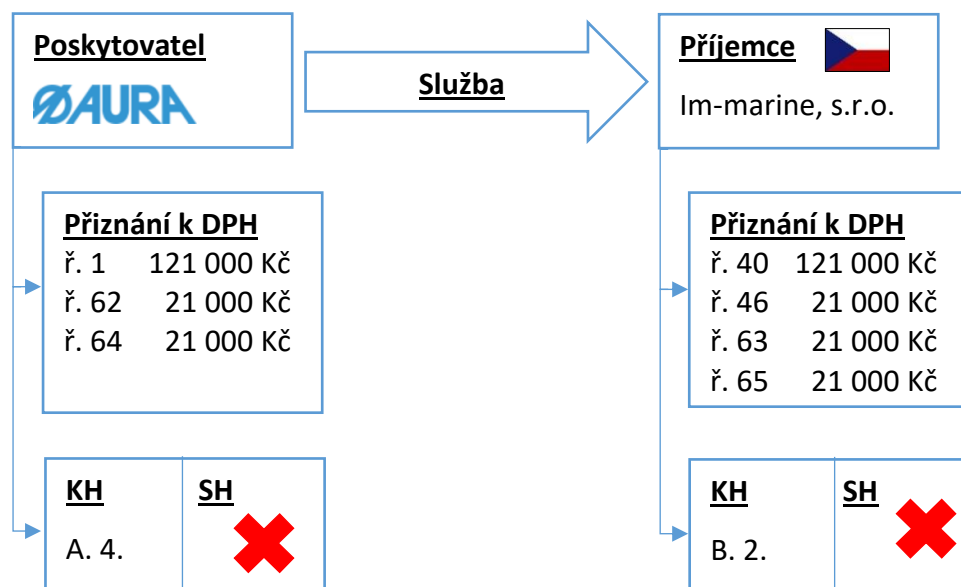 Poskytovatel
ØAURA
Služba
Příjemce
Im-marine, s.r.o.
Přiznání k DPH
ř. 1 121 000 Kč
ř. 62 21 000 Kč
ř. 64 21 000 Kč
Přiznání k DPH
ř. 40 121 000 Kč
ř. 46 21 000 Kč
ř. 63 21 000 Kč
ř. 65 21 000 Kč
KH SH
A. 4.
KH SH
B. 2.